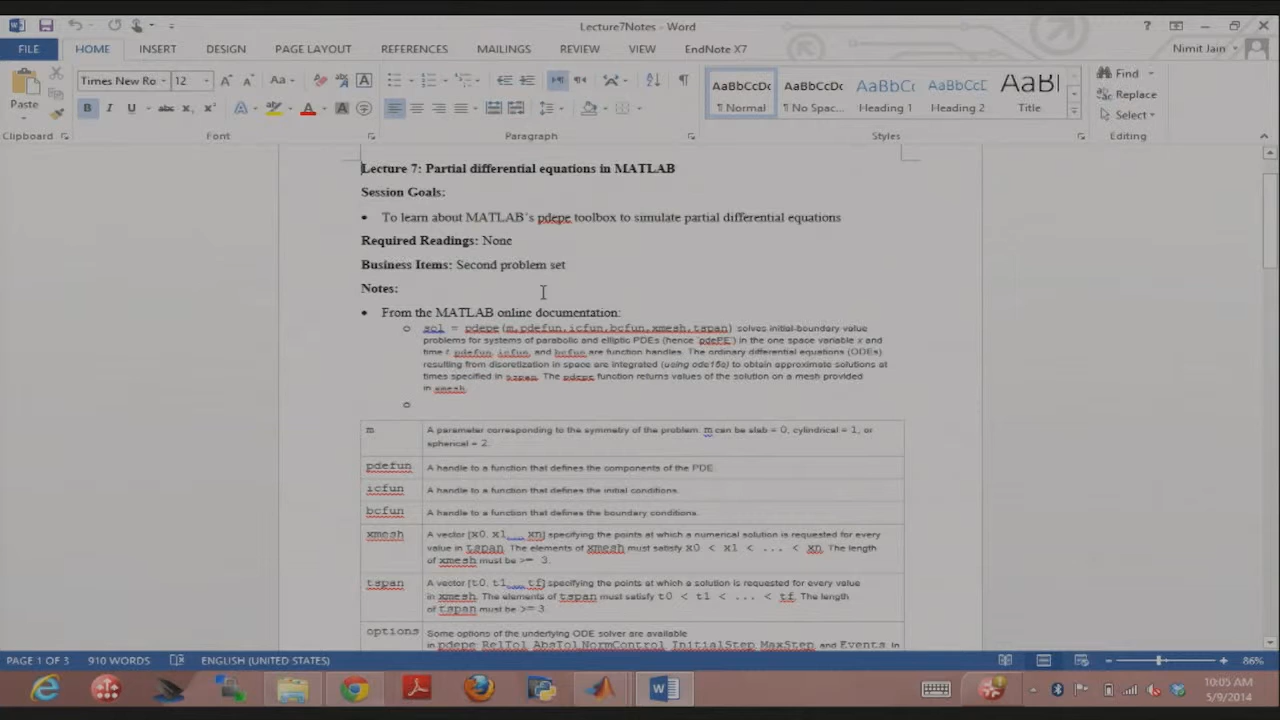 Lecture7Notes - Word
FILE HOME INSERT DESIGN PAGE LAYOUT REFERENCES MAILINGS REVIEW VIEW EndNote X7 Nimit Jain
Times New Ro 12
Paste
Clipboard Font Paragraph Styles Editing
AaBbCcDc AaBbCcDc AaBbC( AaBbCcC AaB(
¶ Normal ¶ No Spac... Heading 1 Heading 2 Title
Find
Replace
Select
Lecture 7: Partial differential equations in MATLAB
Session Goals:
• To learn about MATLAB's pdepe toolbox to simulate partial differential equations
Required Readings: None
Business Items: Second problem set
Notes:
• From the MATLAB online documentation:
sol = pdepe(m,pdefun,icfun,bcfun,xmesh,tspan) solves initial-boundary value
problems for systems of parabolic and elliptic PDEs (hence `pdePE`) in the one space variable x and
time t. pdefun, icfun, and bcfun are function handles. The ordinary differential equations (ODEs)
resulting from discretization in space are integrated (using ode15s) to obtain approximate solutions at
times specified in tspan. The pdepe function returns values of the solution on a mesh provided
in xmesh.
m A parameter corresponding to the symmetry of the problem. m can be slab = 0, cylindrical = 1, or
spherical = 2.
pdefun A handle to a function that defines the components of the PDE.
icfun A handle to a function that defines the initial conditions.
bcfun A handle to a function that defines the boundary conditions.
xmesh A vector [x0, x1,..., xn] specifying the points at which a numerical solution is requested for every
value in tspan. The elements of xmesh must satisfy x0 < x1 < ... < xn. The length
of xmesh must be >= 3.
tspan A vector [t0, t1,..., tf] specifying the points at which a solution is requested for every value
in xmesh. The elements of tspan must satisfy t0 < t1 < ... < tf. The length
of tspan must be >= 3.
options Some options of the underlying ODE solver are available
in pdepe RelTol AbsTol NormControl InitialStep MaxStep and Events in
PAGE 1 OF 3 910 WORDS ENGLISH (UNITED STATES) 86%
10:05 AM
5/9/2014